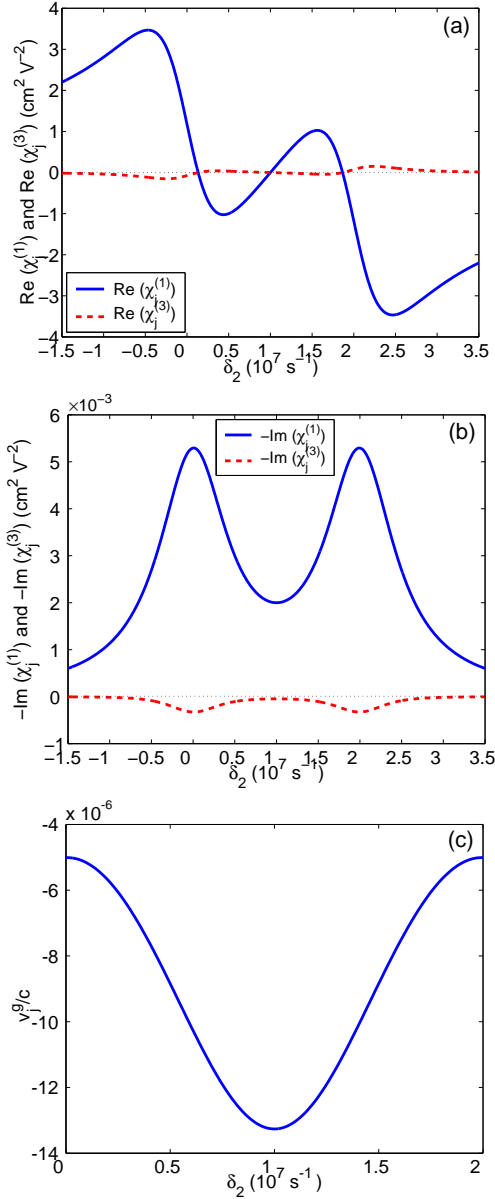 (a)
4
3
2
1
0
−1
−2
−3
−4
Re (χj(1)) and Re (χj(3)) (cm2 V−2)
Re (χj(1))
Re (χj(3))
−1.5 −1 −0.5 0 0.5 1 1.5 2 2.5 3 3.5
δ2 (107 s−1)
×10−3
(b)
6
5
4
3
2
1
0
−1
−Im (χj(1)) and −Im (χj(3)) (cm2 V−2)
−Im (χj(1))
−Im (χj(3))
−1.5 −1 −0.5 0 0.5 1 1.5 2 2.5 3 3.5
δ2 (107 s−1)
x 10-6
(c)
-4
-6
-8
-10
-12
-14
vjg/c
0 0.5 1 1.5 2
δ2 (107 s-1)